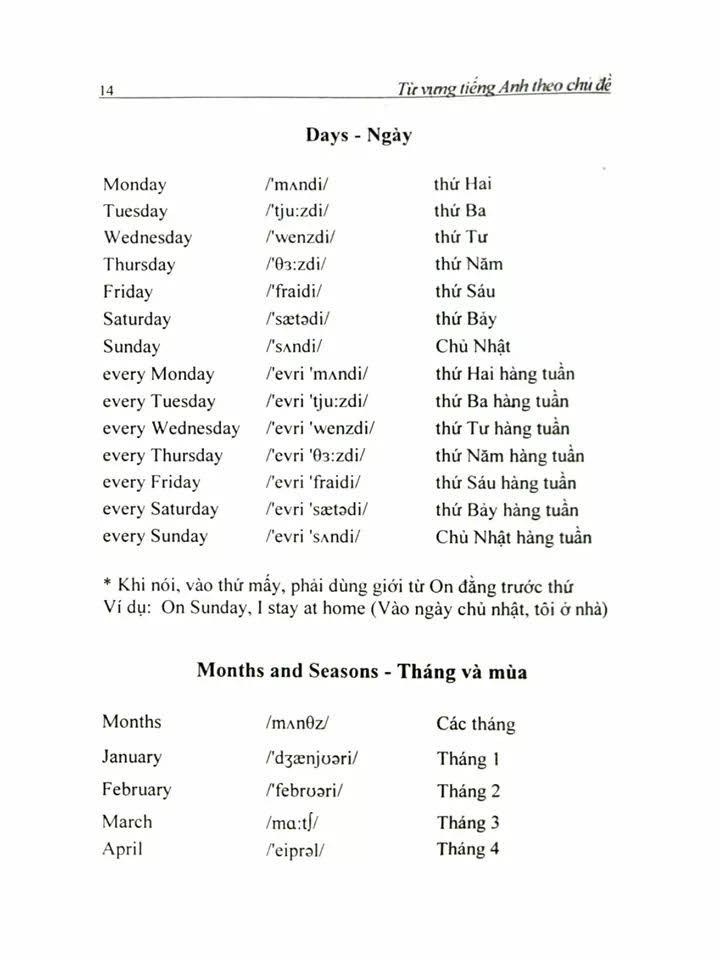 14 Từ vựng tiếng Anh theo chủ đề
Days - Ngày
Monday /'mʌndi/ thứ Hai
Tuesday /'tju:zdi/ thứ Ba
Wednesday /'wenzdi/ thứ Tư
Thursday /'θɜ:zdi/ thứ Năm
Friday /'fraidi/ thứ Sáu
Saturday /'sætədi/ thứ Bảy
Sunday /'sʌndi/ Chủ Nhật
every Monday /'evri 'mʌndi/ thứ Hai hàng tuần
every Tuesday /'evri 'tju:zdi/ thứ Ba hàng tuần
every Wednesday /'evri 'wenzdi/ thứ Tư hàng tuần
every Thursday /'evri 'θɜ:zdi/ thứ Năm hàng tuần
every Friday /'evri 'fraidi/ thứ Sáu hàng tuần
every Saturday /'evri 'sætədi/ thứ Bảy hàng tuần
every Sunday /'evri 'sʌndi/ Chủ Nhật hàng tuần
* Khi nói, vào thứ mấy, phải dùng giới từ On đằng trước thứ
Ví dụ: On Sunday, I stay at home (Vào ngày chủ nhật, tôi ở nhà)
Months and Seasons - Tháng và mùa
Months /mʌnθz/ Các tháng
January /'dʒænjʊəri/ Tháng 1
February /'febrʊəri/ Tháng 2
March /mɑ:tʃ/ Tháng 3
April /'eiprəl/ Tháng 4